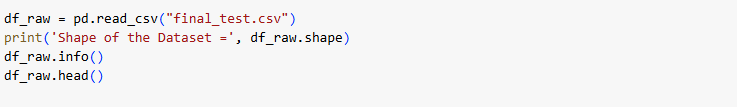 df_raw = pd.read_csv("final_test.csv")
print('Shape of the Dataset =', df_raw.shape)
df_raw.info()
df_raw.head()